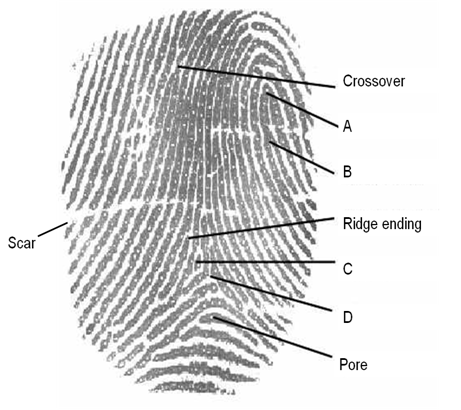 Crossover
A
B
Ridge ending
Scar
C
D
Pore